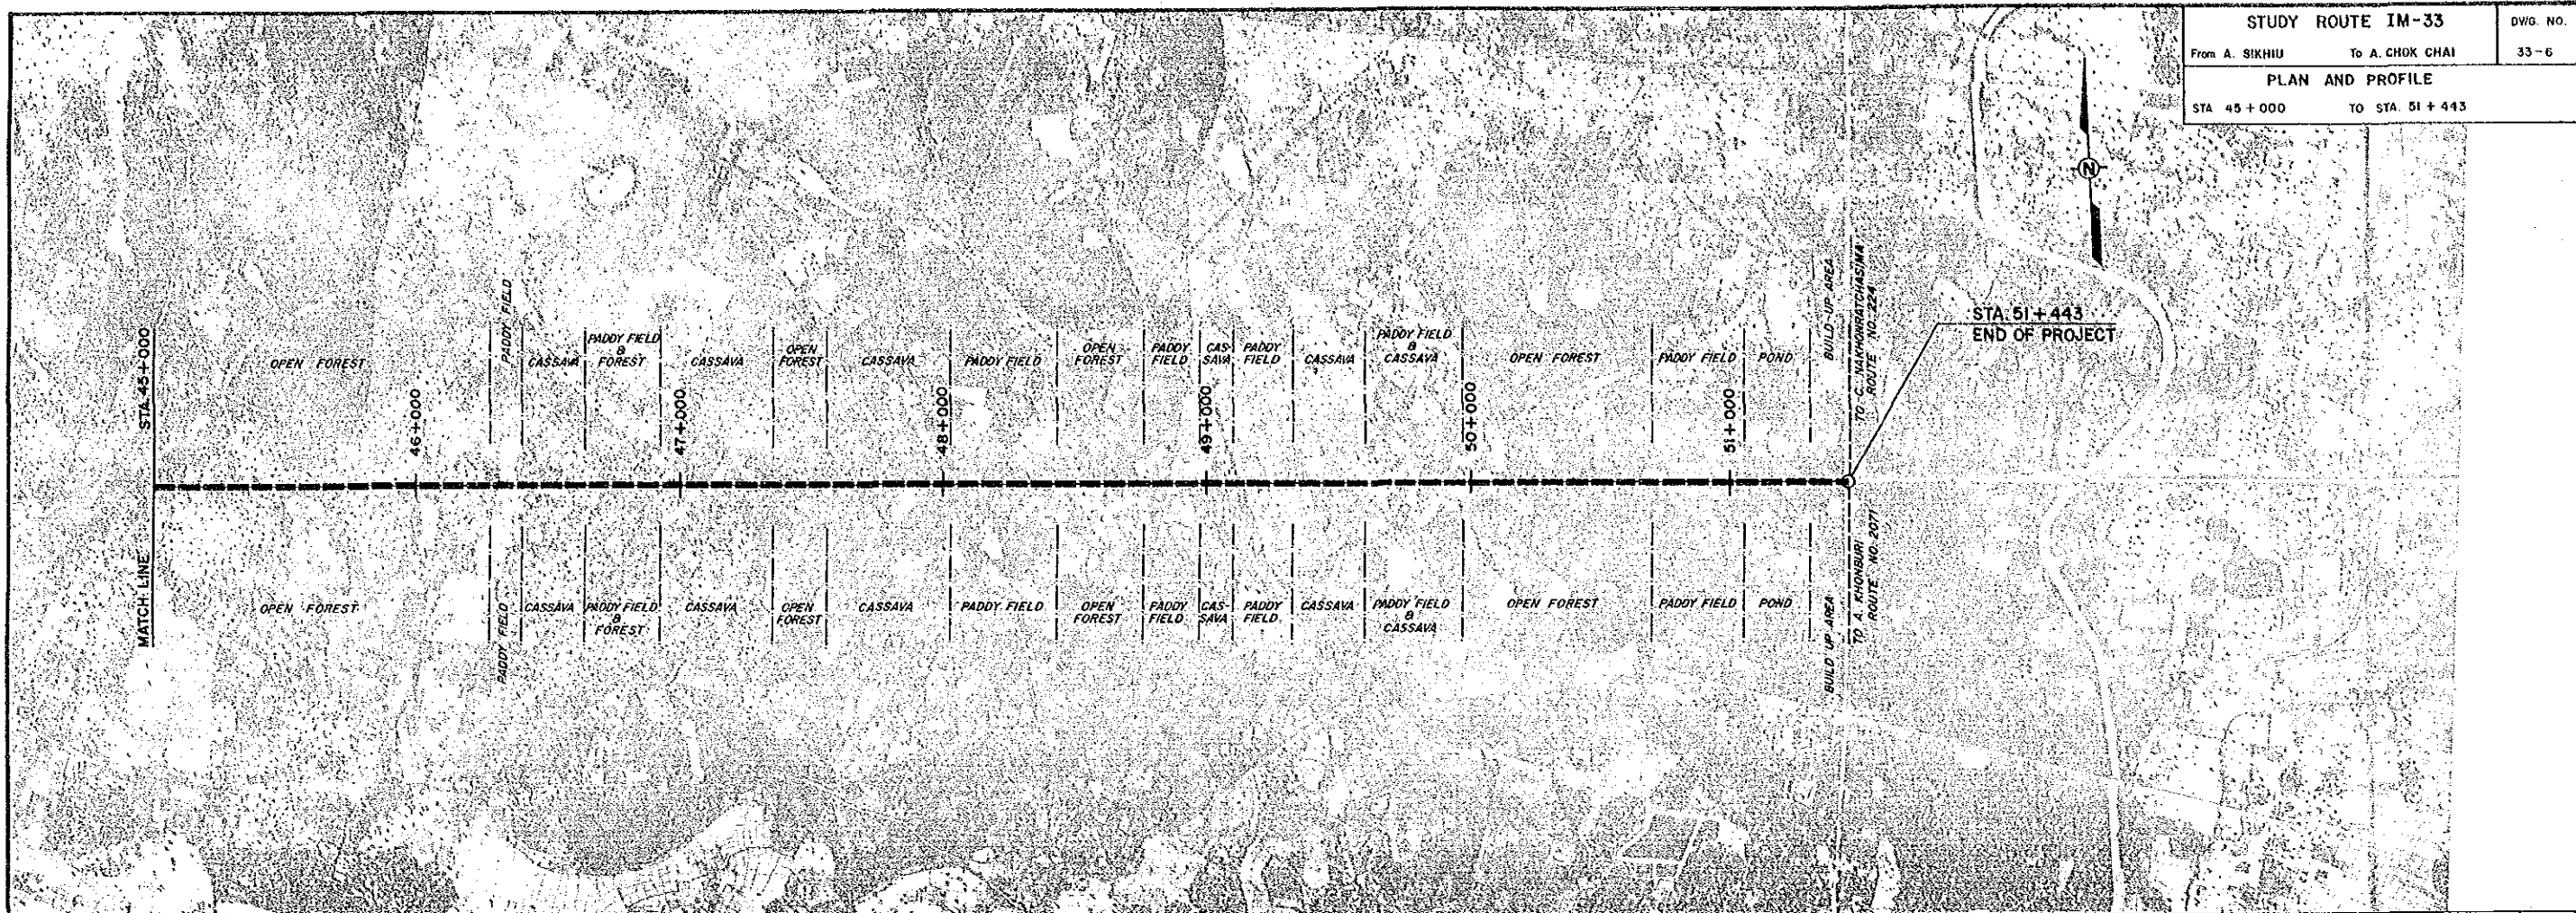 STUDY ROUTE IM-33
DWG. NO.
From A. SIKHIU To A. CHOK CHAI
33-6
PLAN AND PROFILE
STA 45+000 TO STA. 51+443
N
STA. 51+443
END OF PROJECT
MATCH LINE STA. 45+000
46+000
47+000
48+000
49+000
50+000
51+000
OPEN FOREST
PADDY FIELD
CASSAVA
PADDY FIELD
&
FOREST
CASSAVA
OPEN
FOREST
CASSAVA
PADDY FIELD
OPEN
FOREST
PADDY
FIELD
CAS-
SAVA
PADDY
FIELD
CASSAVA
PADDY FIELD
&
CASSAVA
OPEN FOREST
PADDY FIELD
POND
BUILD UP AREA
TO C. NAKHONRATCHASIMA
ROUTE NO. 224
OPEN FOREST
PADDY FIELD
CASSAVA
PADDY FIELD
&
FOREST
CASSAVA
OPEN
FOREST
CASSAVA
PADDY FIELD
OPEN
FOREST
PADDY
FIELD
CAS-
SAVA
PADDY
FIELD
CASSAVA
PADDY FIELD
&
CASSAVA
OPEN FOREST
PADDY FIELD
POND
BUILD UP AREA
TO A. KHONBURI
ROUTE NO. 2071